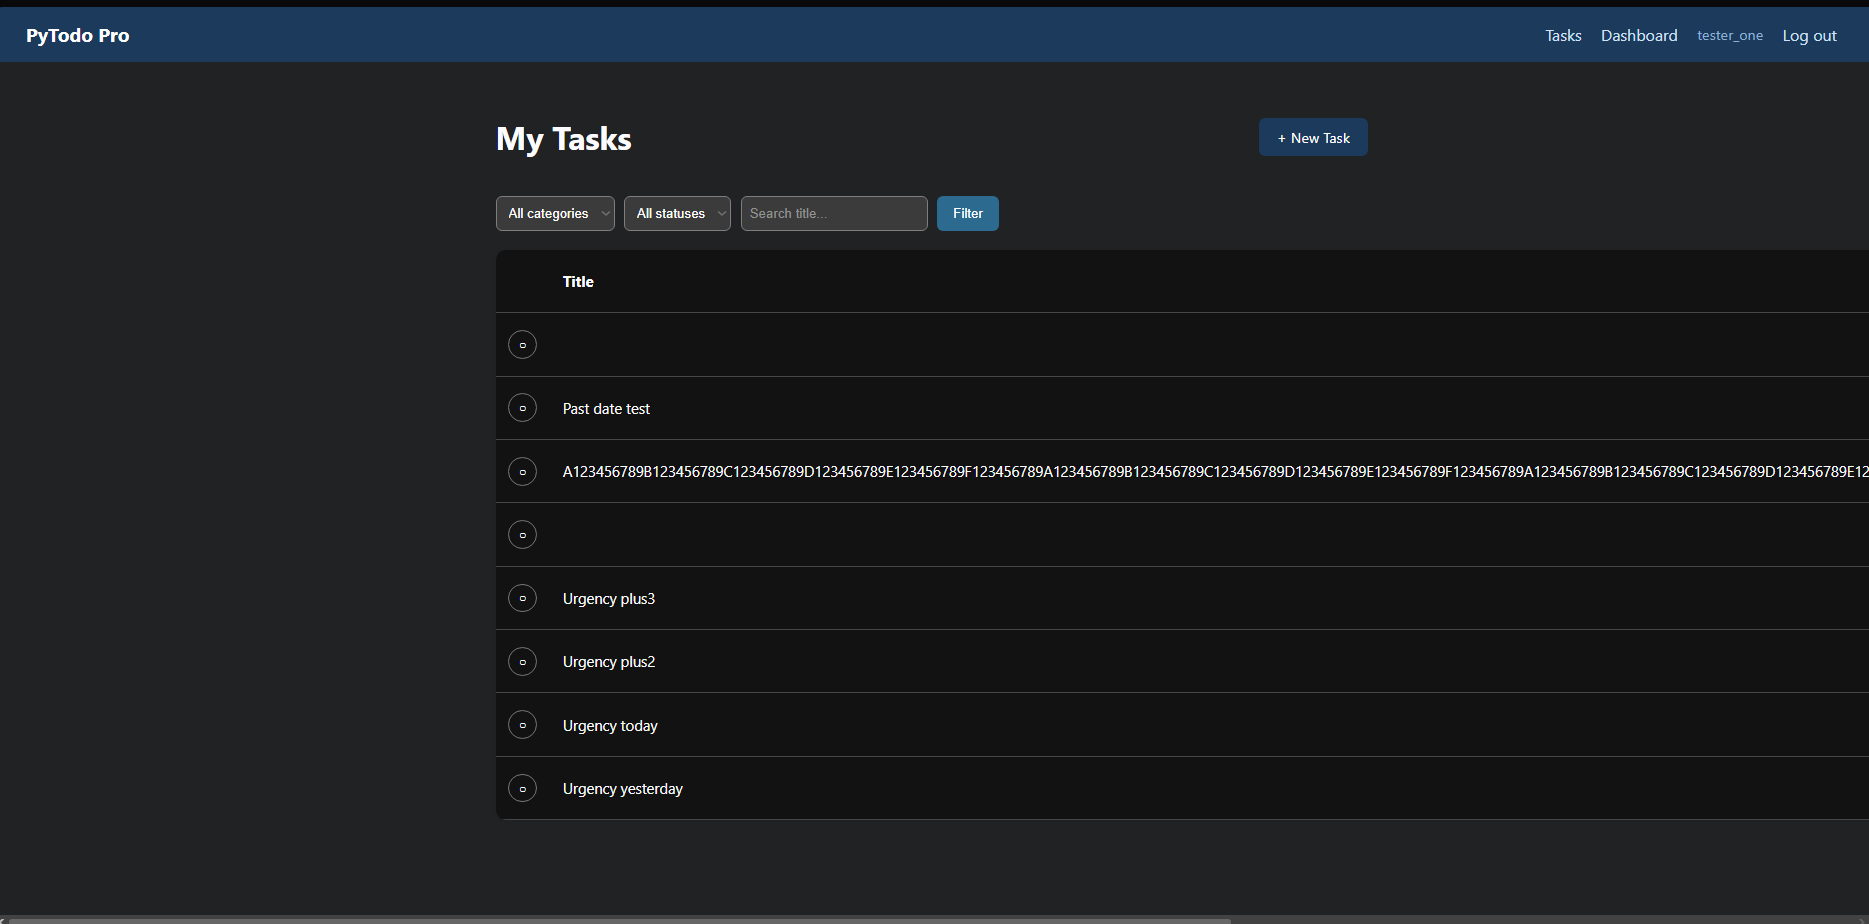 PyTodo Pro
Tasks Dashboard tester_one Log out
My Tasks
+ New Task
All categories All statuses Search title... Filter
Title
Past date test
A123456789B123456789C123456789D123456789E123456789F123456789A123456789B123456789C123456789D123456789E123456789F123456789A123456789B123456789C123456789D123456789E12
Urgency plus3
Urgency plus2
Urgency today
Urgency yesterday